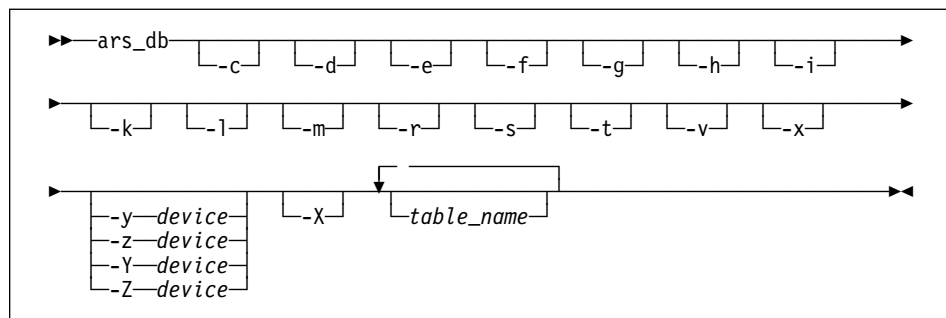 ars_db -c -d -e -f -g -h -i
-k -l -m -r -s -t -v -x
-y device -X table_name
-z device
-Y device
-Z device